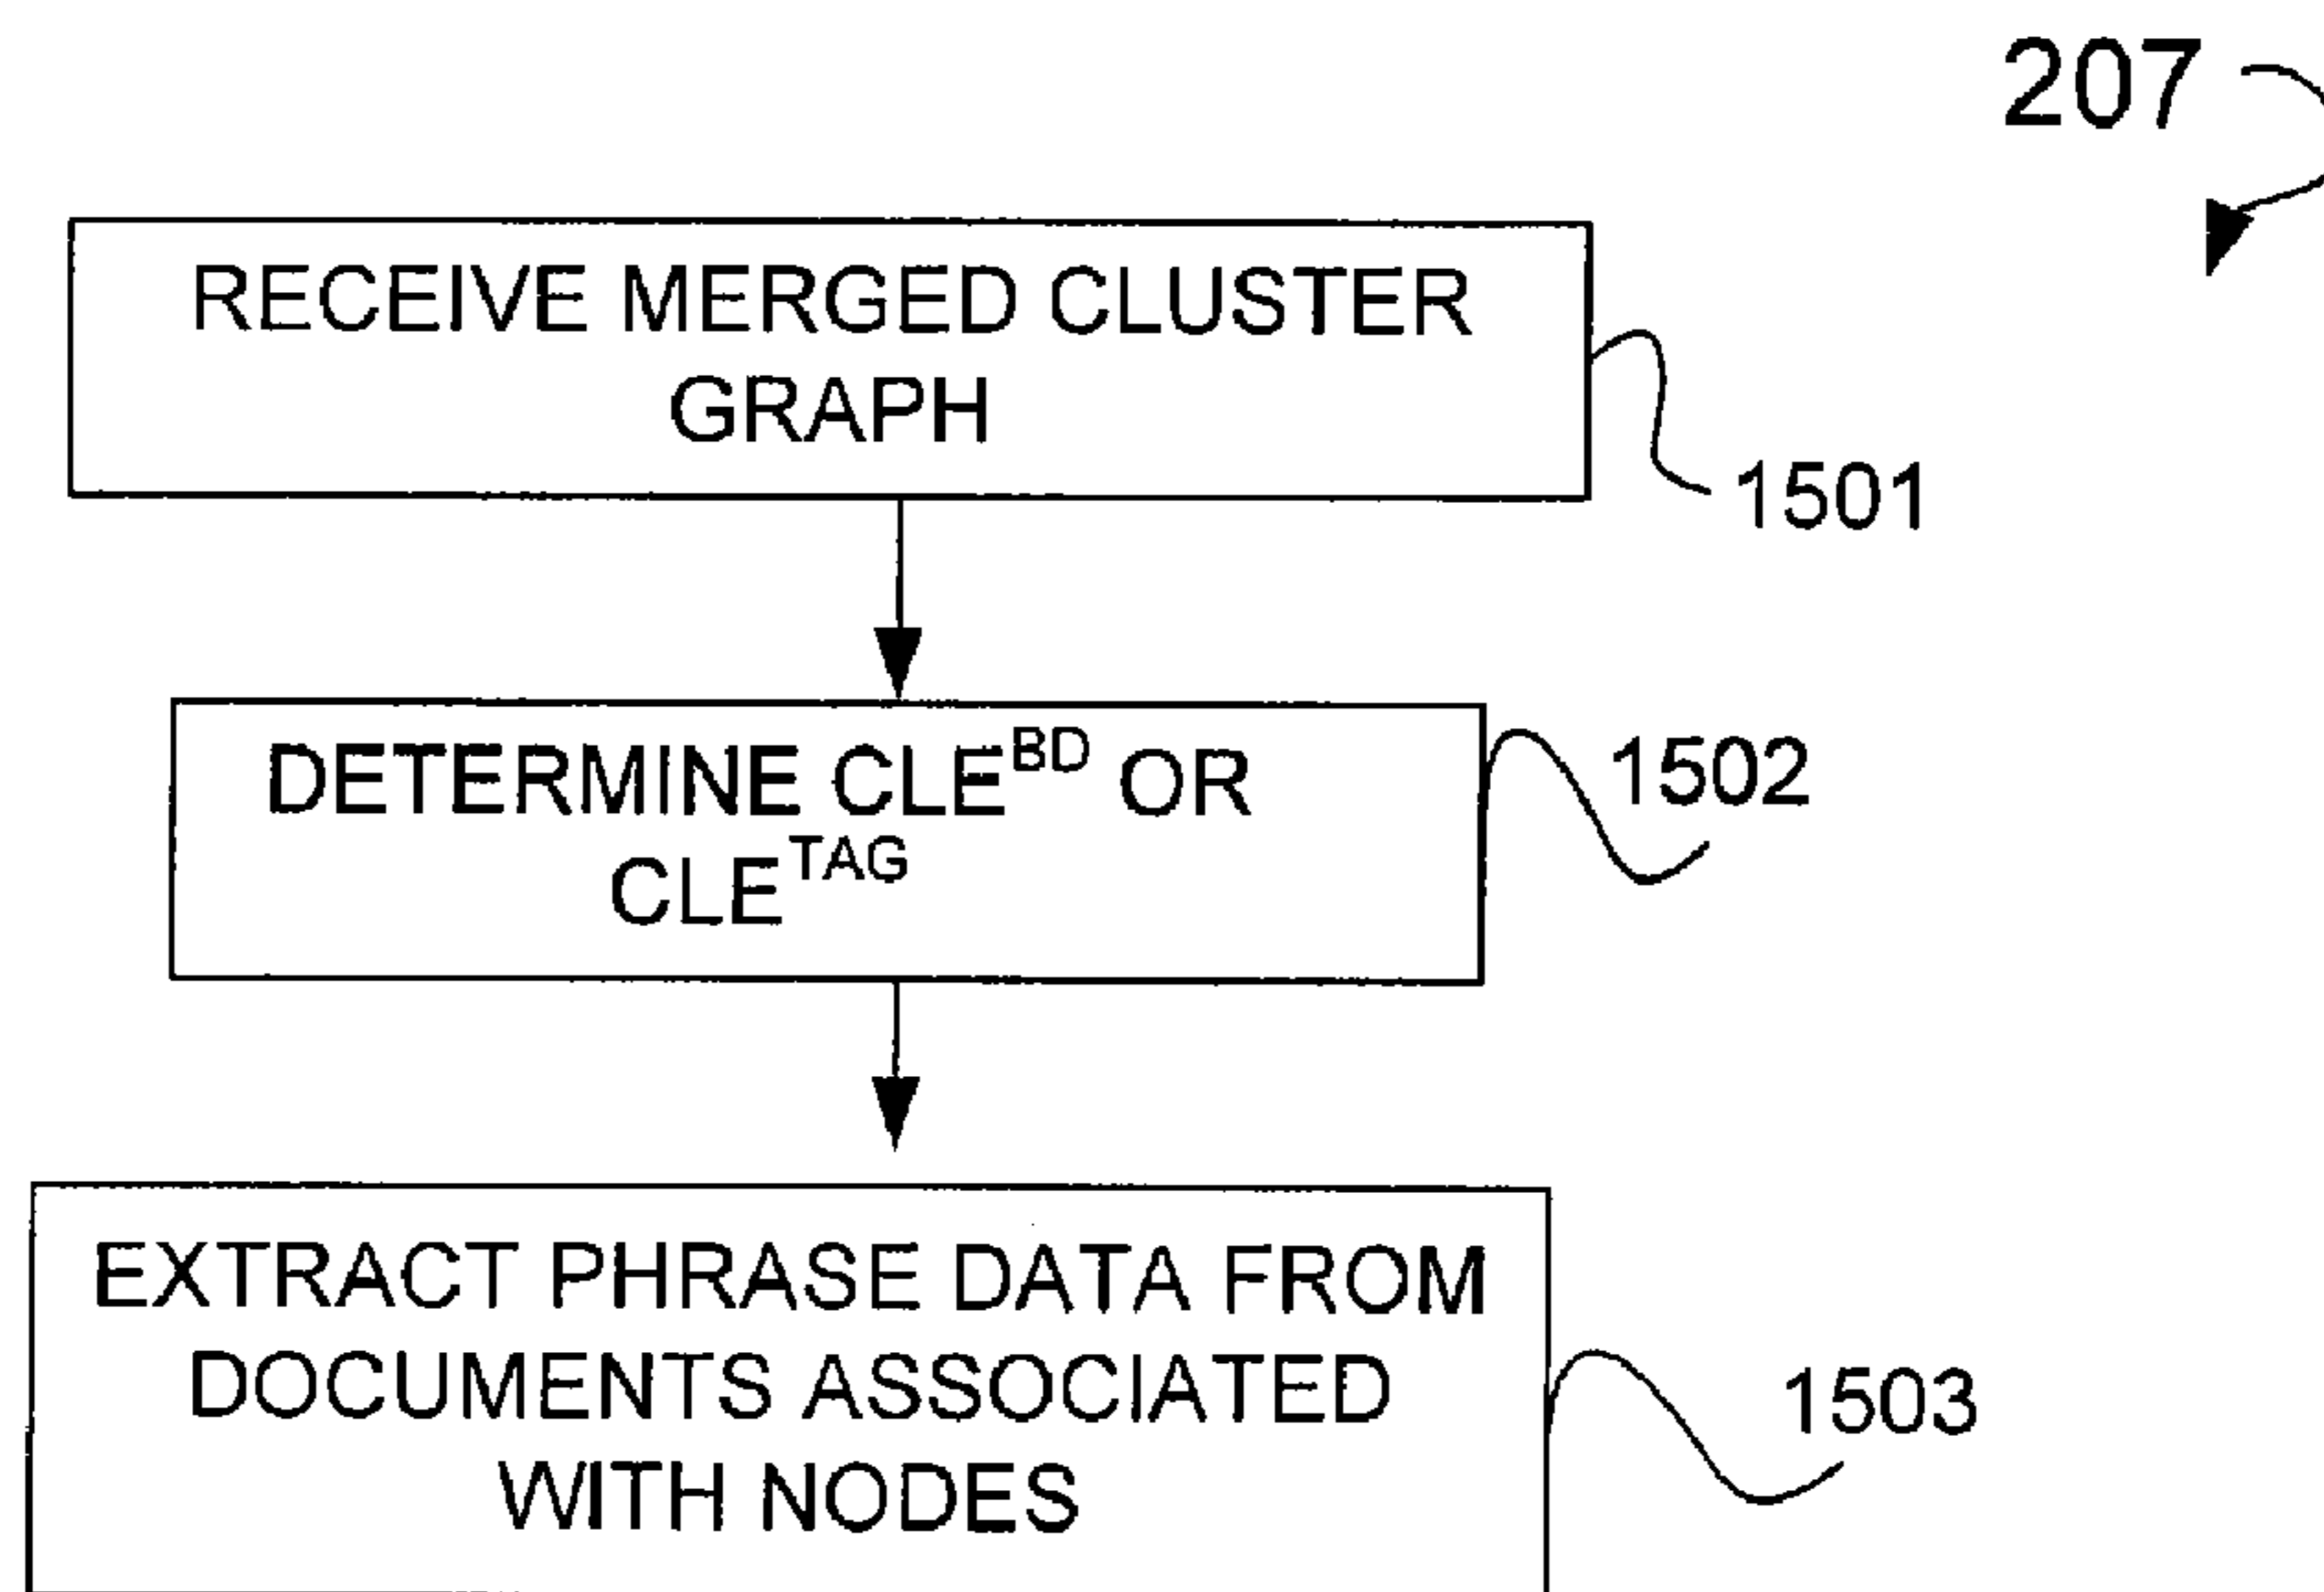 207
RECEIVE MERGED CLUSTER
GRAPH
1501
DETERMINE CLE^BD OR
CLE^TAG
1502
EXTRACT PHRASE DATA FROM
DOCUMENTS ASSOCIATED
WITH NODES
1503